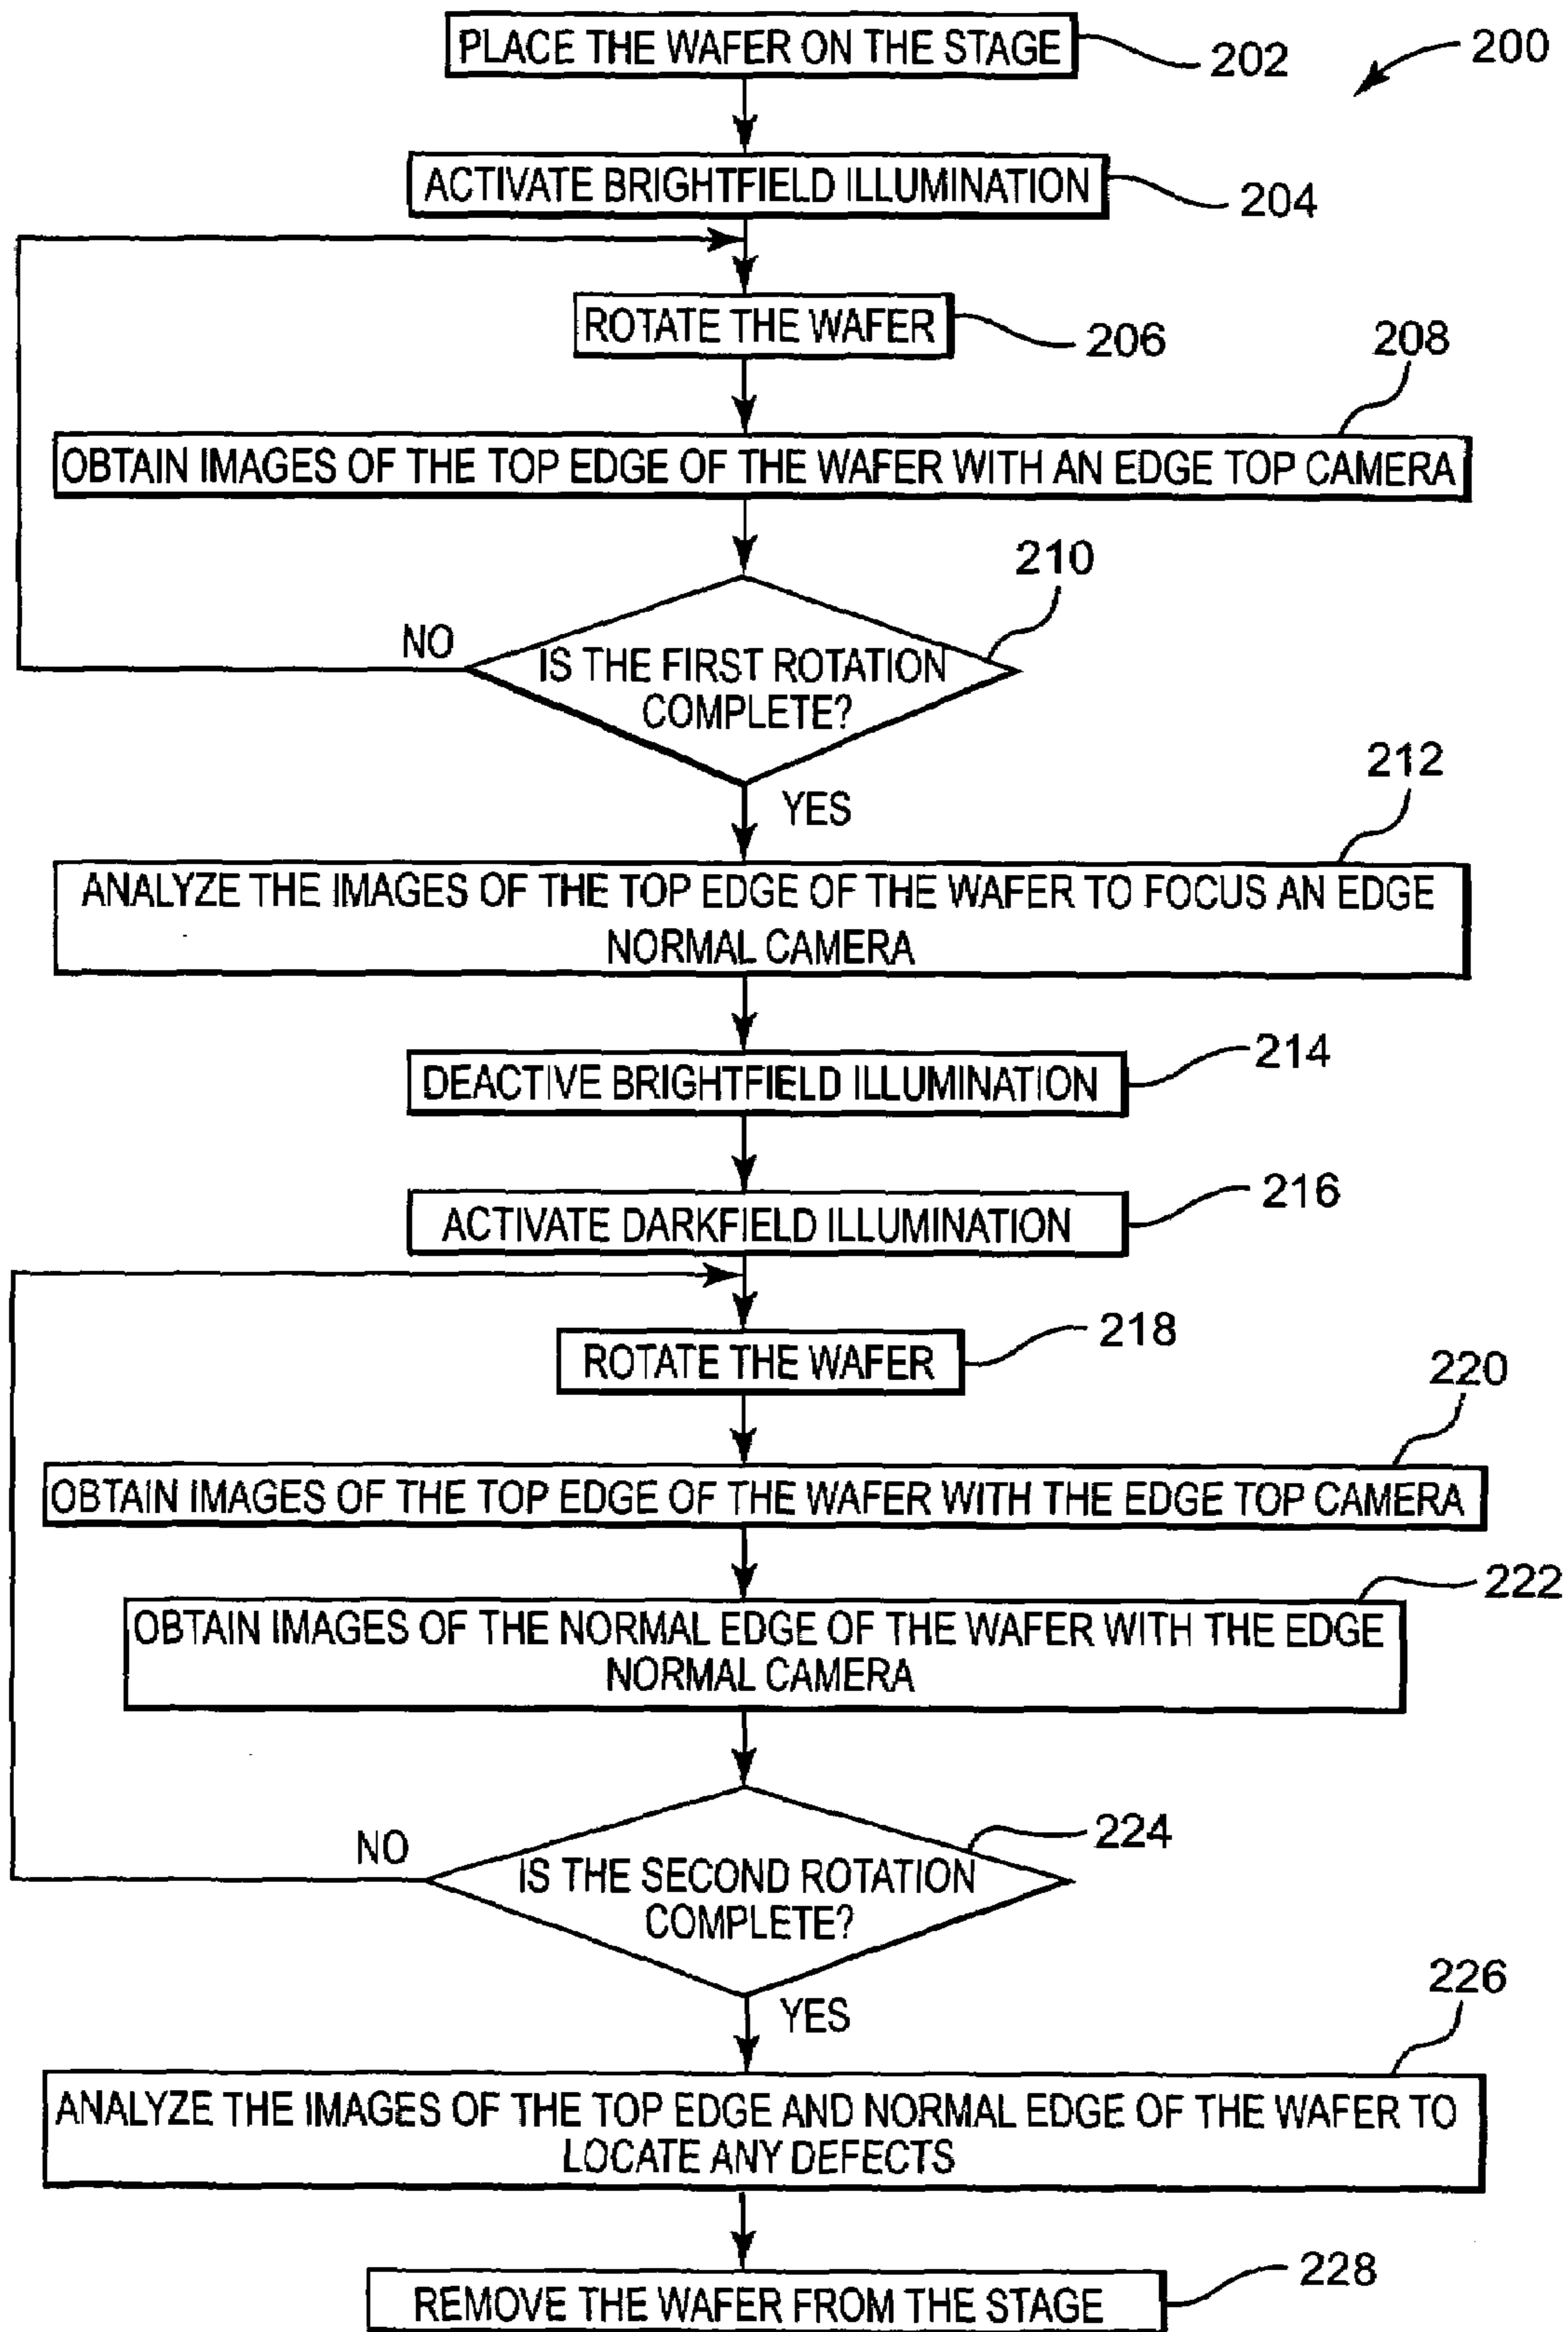 PLACE THE WAFER ON THE STAGE
202
200
ACTIVATE BRIGHTFIELD ILLUMINATION
204
ROTATE THE WAFER
206
208
OBTAIN IMAGES OF THE TOP EDGE OF THE WAFER WITH AN EDGE TOP CAMERA
210
NO
IS THE FIRST ROTATION
COMPLETE?
YES
212
ANALYZE THE IMAGES OF THE TOP EDGE OF THE WAFER TO FOCUS AN EDGE
NORMAL CAMERA
DEACTIVE BRIGHTFIELD ILLUMINATION
214
ACTIVATE DARKFIELD ILLUMINATION
216
ROTATE THE WAFER
218
220
OBTAIN IMAGES OF THE TOP EDGE OF THE WAFER WITH THE EDGE TOP CAMERA
222
OBTAIN IMAGES OF THE NORMAL EDGE OF THE WAFER WITH THE EDGE
NORMAL CAMERA
224
NO
IS THE SECOND ROTATION
COMPLETE?
YES
226
ANALYZE THE IMAGES OF THE TOP EDGE AND NORMAL EDGE OF THE WAFER TO
LOCATE ANY DEFECTS
REMOVE THE WAFER FROM THE STAGE
228